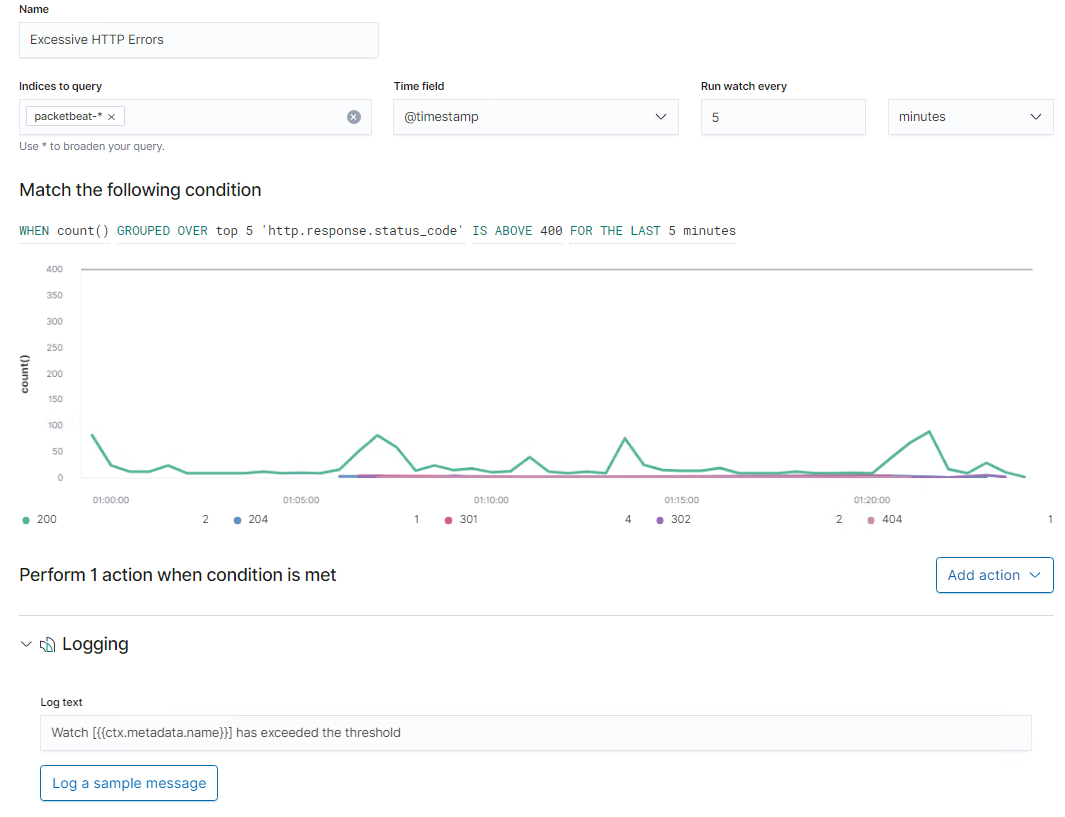 Name
Excessive HTTP Errors
Indices to query Time field Run watch every
packetbeat-* @timestamp 5 minutes
Use * to broaden your query.
Match the following condition
WHEN count() GROUPED OVER top 5 'http.response.status_code' IS ABOVE 400 FOR THE LAST 5 minutes
400
350
300
250
200
150
100
50
0
count()
01:00:00 01:05:00 01:10:00 01:15:00 01:20:00
200 2 204 1 301 4 302 2 404 1
Perform 1 action when condition is met Add action
Logging
Log text
Watch [{{ctx.metadata.name}}] has exceeded the threshold
Log a sample message